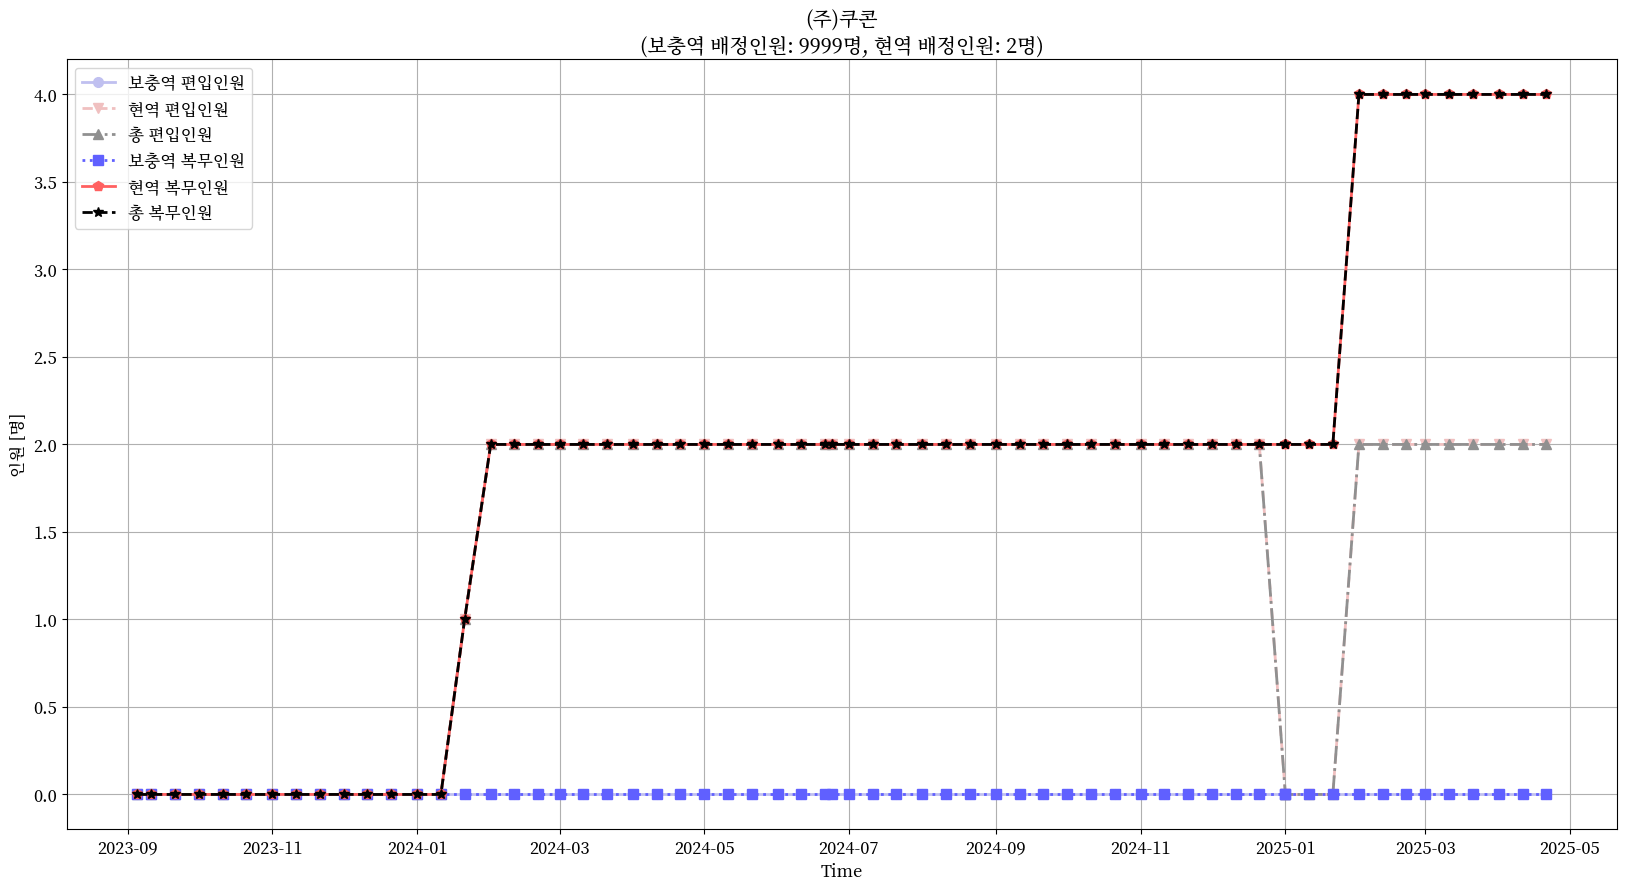 (주)쿠콘
(보충역 배정인원: 9999명, 현역 배정인원: 2명)
보충역 편입인원
현역 편입인원
총 편입인원
보충역 복무인원
현역 복무인원
총 복무인원
4.0
3.5
3.0
2.5
2.0
1.5
1.0
0.5
0.0
인원 [명]
2023-09 2023-11 2024-01 2024-03 2024-05 2024-07 2024-09 2024-11 2025-01 2025-03 2025-05
Time